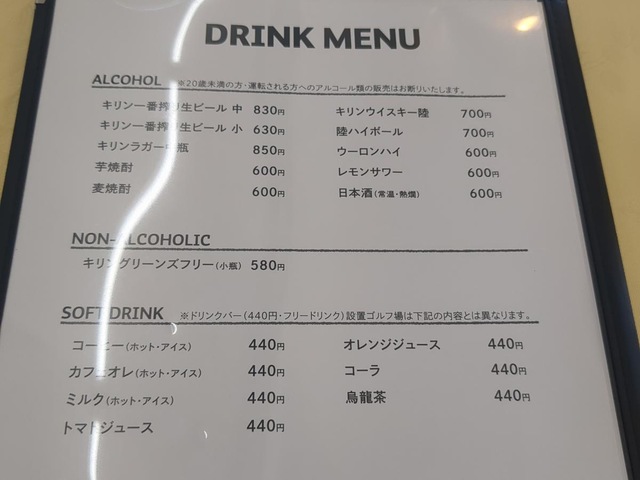 DRINK MENU
ALCOHOL ※20歳未満の方・運転される方へのアルコール類の販売はお断りいたします。
キリン一番搾り生ビール 中 830円
キリン一番搾り生ビール 小 630円
キリンラガー中瓶 850円
芋焼酎 600円
麦焼酎 600円
キリンウイスキー陸 700円
陸ハイボール 700円
ウーロンハイ 600円
レモンサワー 600円
日本酒(常温・熱燗) 600円
NON-ALCOHOLIC
キリングリーンズフリー(小瓶) 580円
SOFT DRINK ※ドリンクバー(440円・フリードリンク)設置ゴルフ場は下記の内容とは異なります。
コーヒー(ホット・アイス) 440円
カフェオレ(ホット・アイス) 440円
ミルク(ホット・アイス) 440円
トマトジュース 440円
オレンジジュース 440円
コーラ 440円
烏龍茶 440円